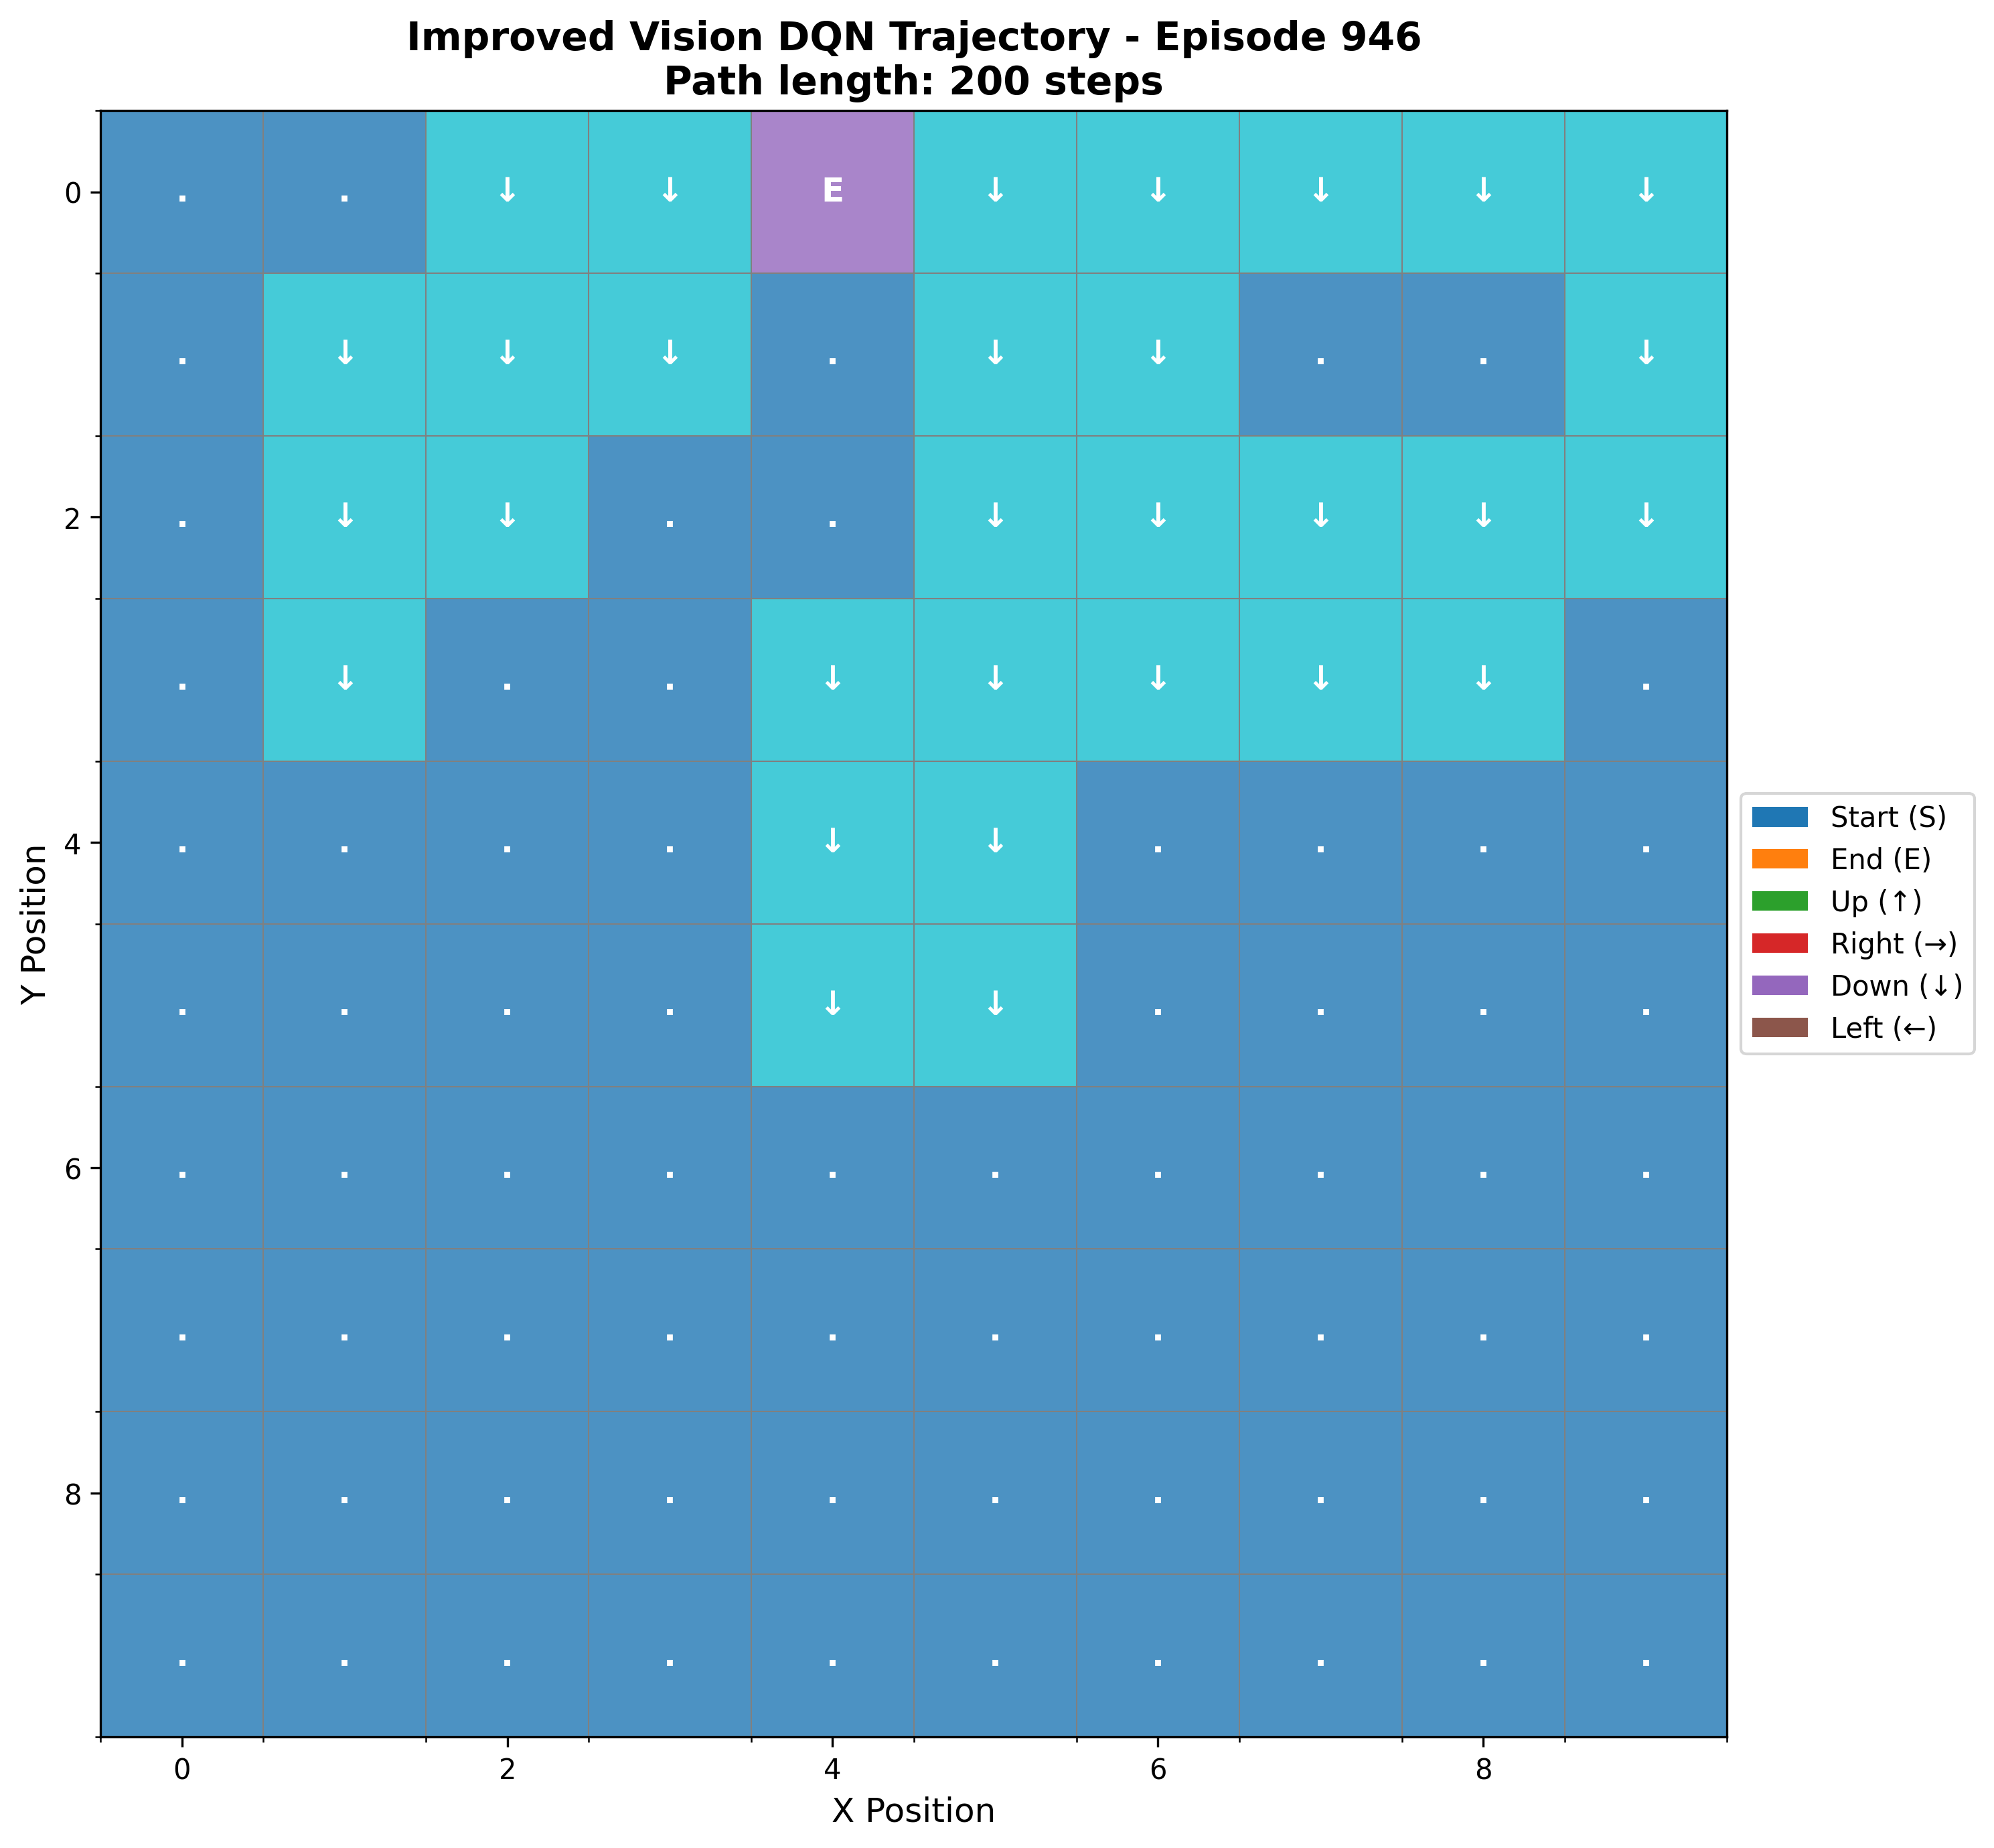 Improved Vision DQN Trajectory - Episode 946
Path length: 200 steps
0 . . ↓ ↓ E ↓ ↓ ↓ ↓ ↓
. ↓ ↓ ↓ . ↓ ↓ . . ↓
2 . ↓ ↓ . . ↓ ↓ ↓ ↓ ↓
. ↓ . . ↓ ↓ ↓ ↓ ↓ .
4 . . . . ↓ ↓ . . . .
. . . . ↓ ↓ . . . .
6 . . . . . . . . . .
. . . . . . . . . .
8 . . . . . . . . . .
. . . . . . . . . .
0 2 4 6 8
X Position
Y Position
Start (S)
End (E)
Up (↑)
Right (→)
Down (↓)
Left (←)